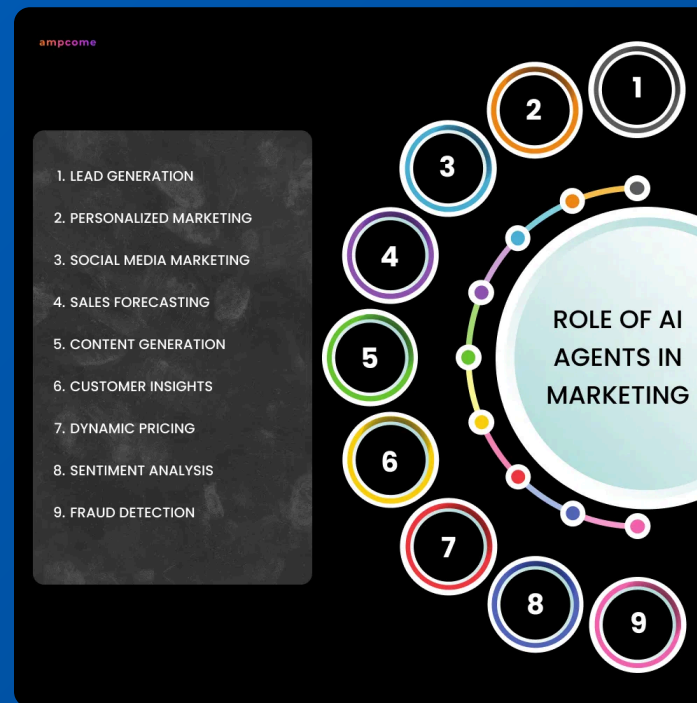 ampcome
1. LEAD GENERATION
2. PERSONALIZED MARKETING
3. SOCIAL MEDIA MARKETING
4. SALES FORECASTING
5. CONTENT GENERATION
6. CUSTOMER INSIGHTS
7. DYNAMIC PRICING
8. SENTIMENT ANALYSIS
9. FRAUD DETECTION
1
2
3
4
5
6
7
8
9
ROLE OF AI
AGENTS IN
MARKETING